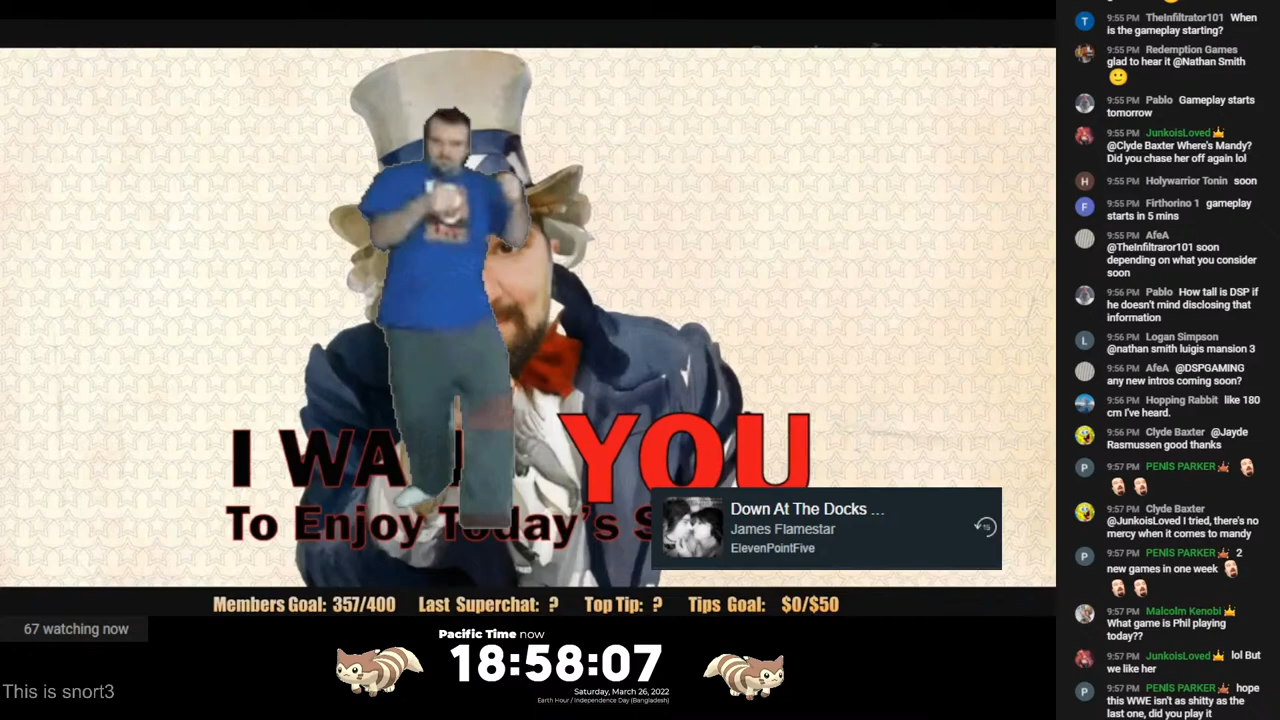 I WA
YOU
To Enjoy Today's S
Down At The Docks ...
James Flamestar
ElevenPointFive
15
Members Goal: 357/400 Last Superchat: ? Top Tip: ? Tips Goal: $0/$50
67 watching now
Pacific Time now
18:58:07
Saturday, March 26, 2022
Earth Hour / Independence Day (Bangladesh)
This is snort3
T 9:55 PM TheInfiltrator101 When
is the gameplay starting?
9:55 PM Redemption Games
glad to hear it @Nathan Smith
9:55 PM Pablo Gameplay starts
tomorrow
9:55 PM JunkoisLoved
@Clyde Baxter Where's Mandy?
Did you chase her off again lol
H 9:55 PM Holywarrior Tonin soon
F 9:55 PM Firthorino 1 gameplay
starts in 5 mins
9:55 PM AfeA
@TheInfiltraror101 soon
depending on what you consider
soon
9:56 PM Pablo How tall is DSP if
he doesn't mind disclosing that
information
L 9:56 PM Logan Simpson
@nathan smith luigis mansion 3
9:56 PM AfeA @DSPGAMING
any new intros coming soon?
9:56 PM Hopping Rabbit like 180
cm I've heard.
9:56 PM Clyde Baxter @Jayde
Rasmussen good thanks
P 9:57 PM PENİS PARKER
9:57 PM Clyde Baxter
@JunkoisLoved I tried, there's no
mercy when it comes to mandy
P 9:57 PM PENİS PARKER 2
new games in one week
9:57 PM Malcolm Kenobi
What game is Phil playing
today??
9:57 PM JunkoisLoved lol But
we like her
P 9:57 PM PENİS PARKER hope
this WWE isn't as shitty as the
last one, did you play it